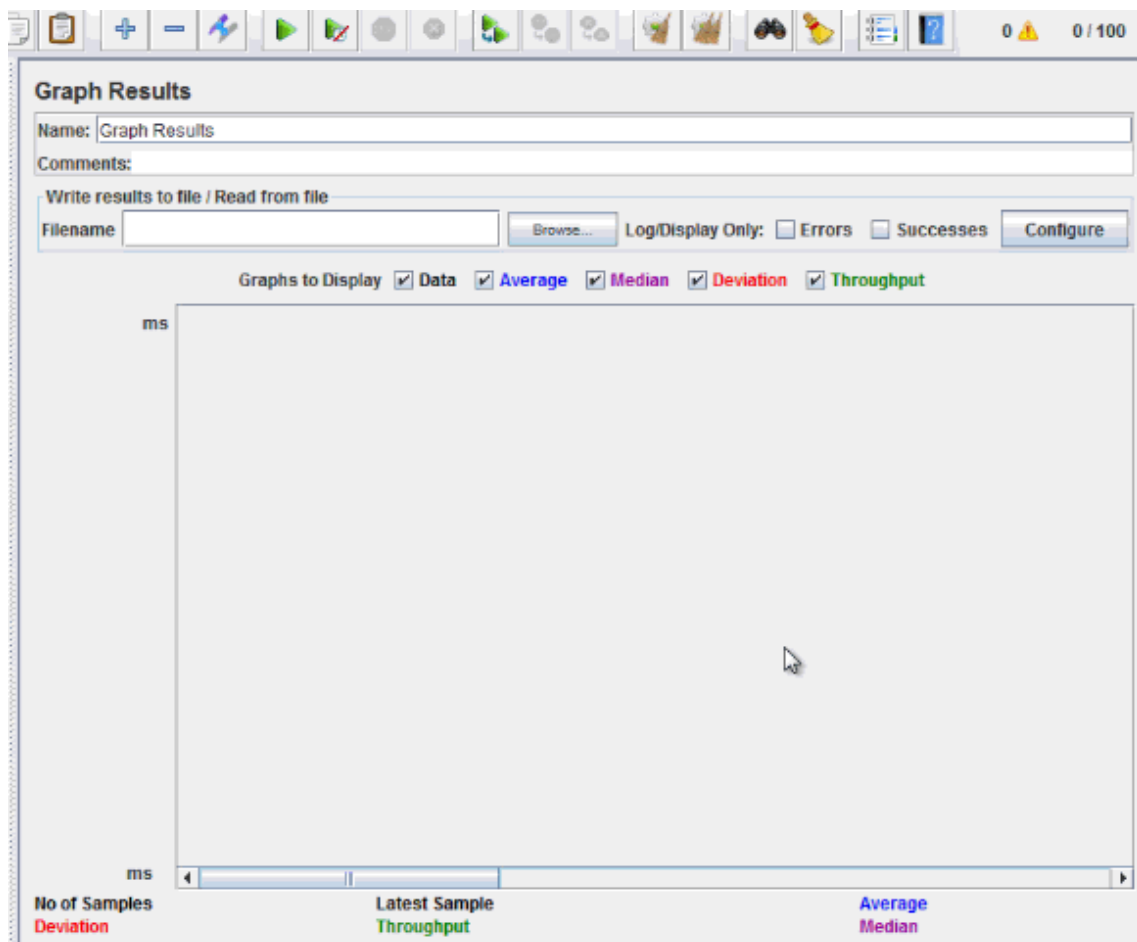 0 0 / 100
Graph Results
Name: Graph Results
Comments:
Write results to file / Read from file
Filename Browse... Log/Display Only: Errors Successes Configure
Graphs to Display Data Average Median Deviation Throughput
ms
ms
No of Samples Latest Sample Average
Deviation Throughput Median